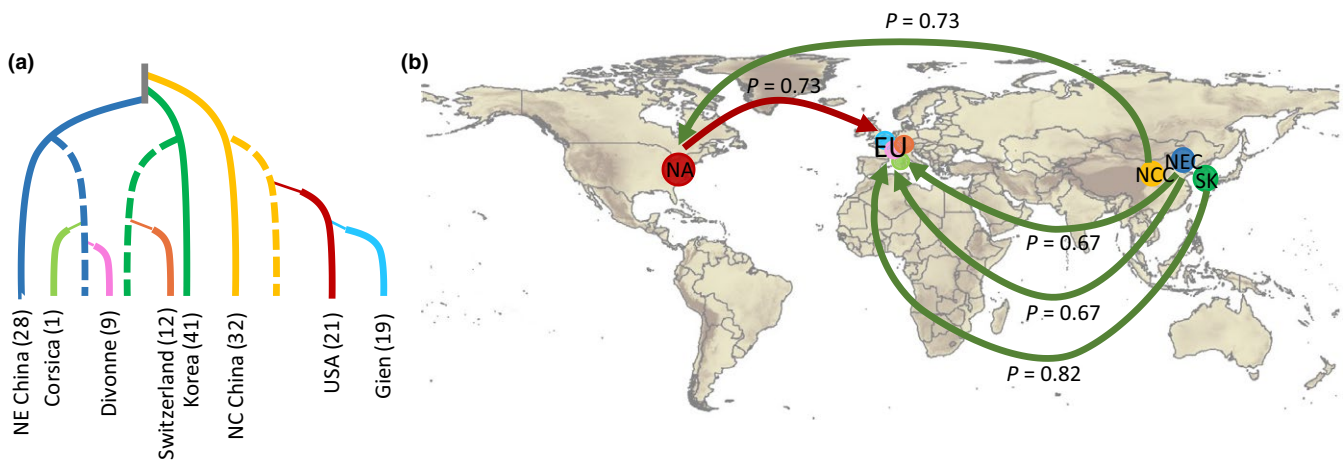 (a)
NE China (28)
Corsica (1)
Divonne (9)
Switzerland (12)
Korea (41)
NC China (32)
USA (21)
Gien (19)
(b)
P = 0.73
P = 0.73
NA
EU
NCC
NEC
SK
P = 0.67
P = 0.67
P = 0.82